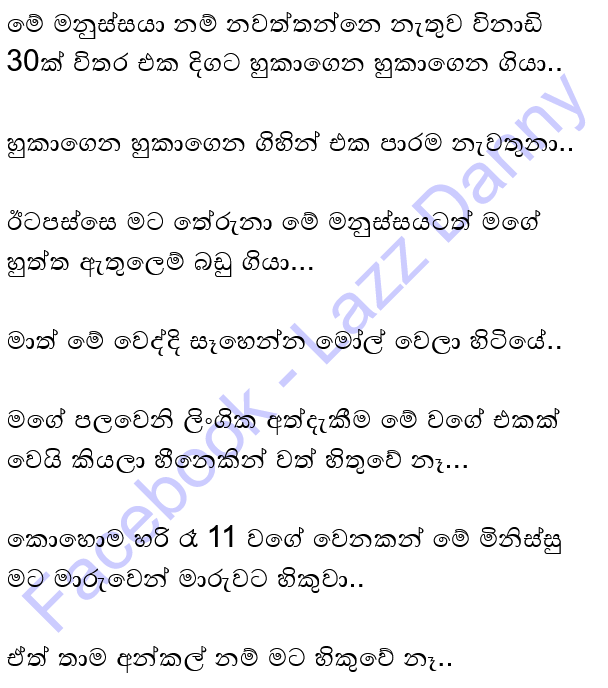 මේ මනුස්සයා නම් නවත්තන්නෙ නැතුව විනාඩි
30ක් විතර එක දිගට හුකාගෙන හුකාගෙන ගියා..
හුකාගෙන හුකාගෙන ගිහින් එක පාරම නැවතුනා..
ඊටපස්සෙ මට තේරුනා මේ මනුස්සයටත් මගේ
හුත්ත ඇතුලෙම් බඩු ගියා...
මාත් මේ වෙද්දි සෑහෙන්න මෝල් වෙලා හිටියේ..
මගේ පලවෙනි ලිංගික අත්දැකීම මේ වගේ එකක්
වෙයි කියලා හීනෙකින් වත් හිතුවේ නෑ...
කොහොම හරි රෑ 11 වගේ වෙනකන් මේ මිනිස්සු
මට මාරුවෙන් මාරුවට හිකුවා..
ඒත් තාම අන්කල් නම් මට හිකුවේ නෑ..
Facebook - Lazz Danny